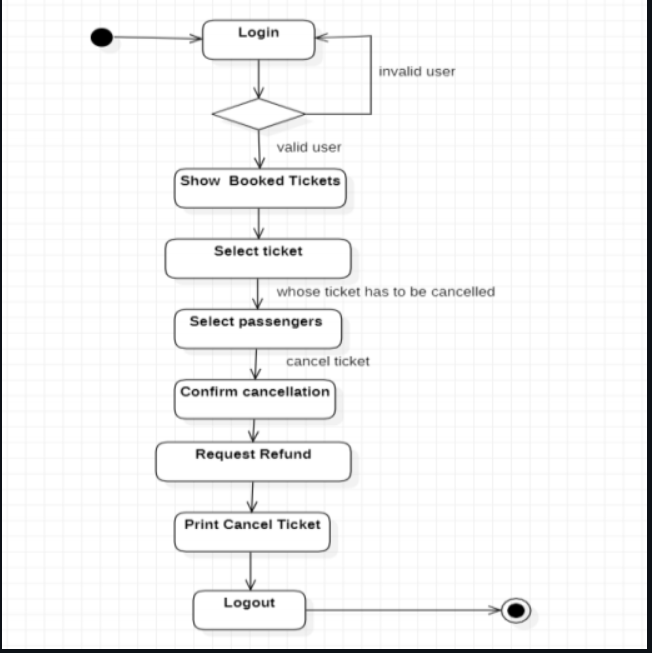 Login
invalid user
valid user
Show  Booked Tickets
Select ticket
whose ticket has to be cancelled
Select passengers
cancel ticket
Confirm cancellation
Request Refund
Print Cancel Ticket
Logout